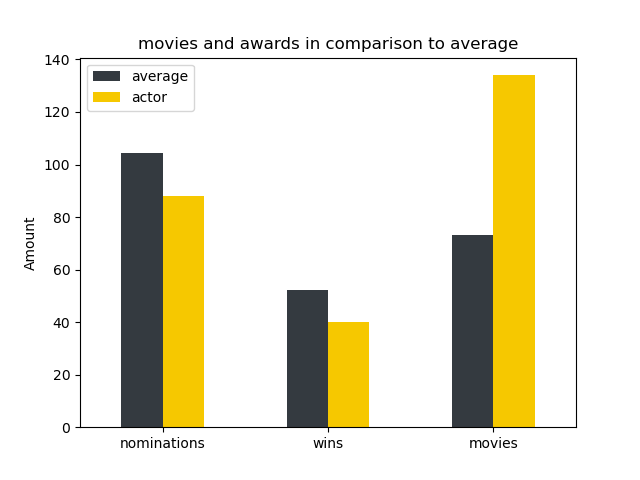 movies and awards in comparison to average
140
120
100
80
60
40
20
0
Amount
average
actor
nominations
wins
movies